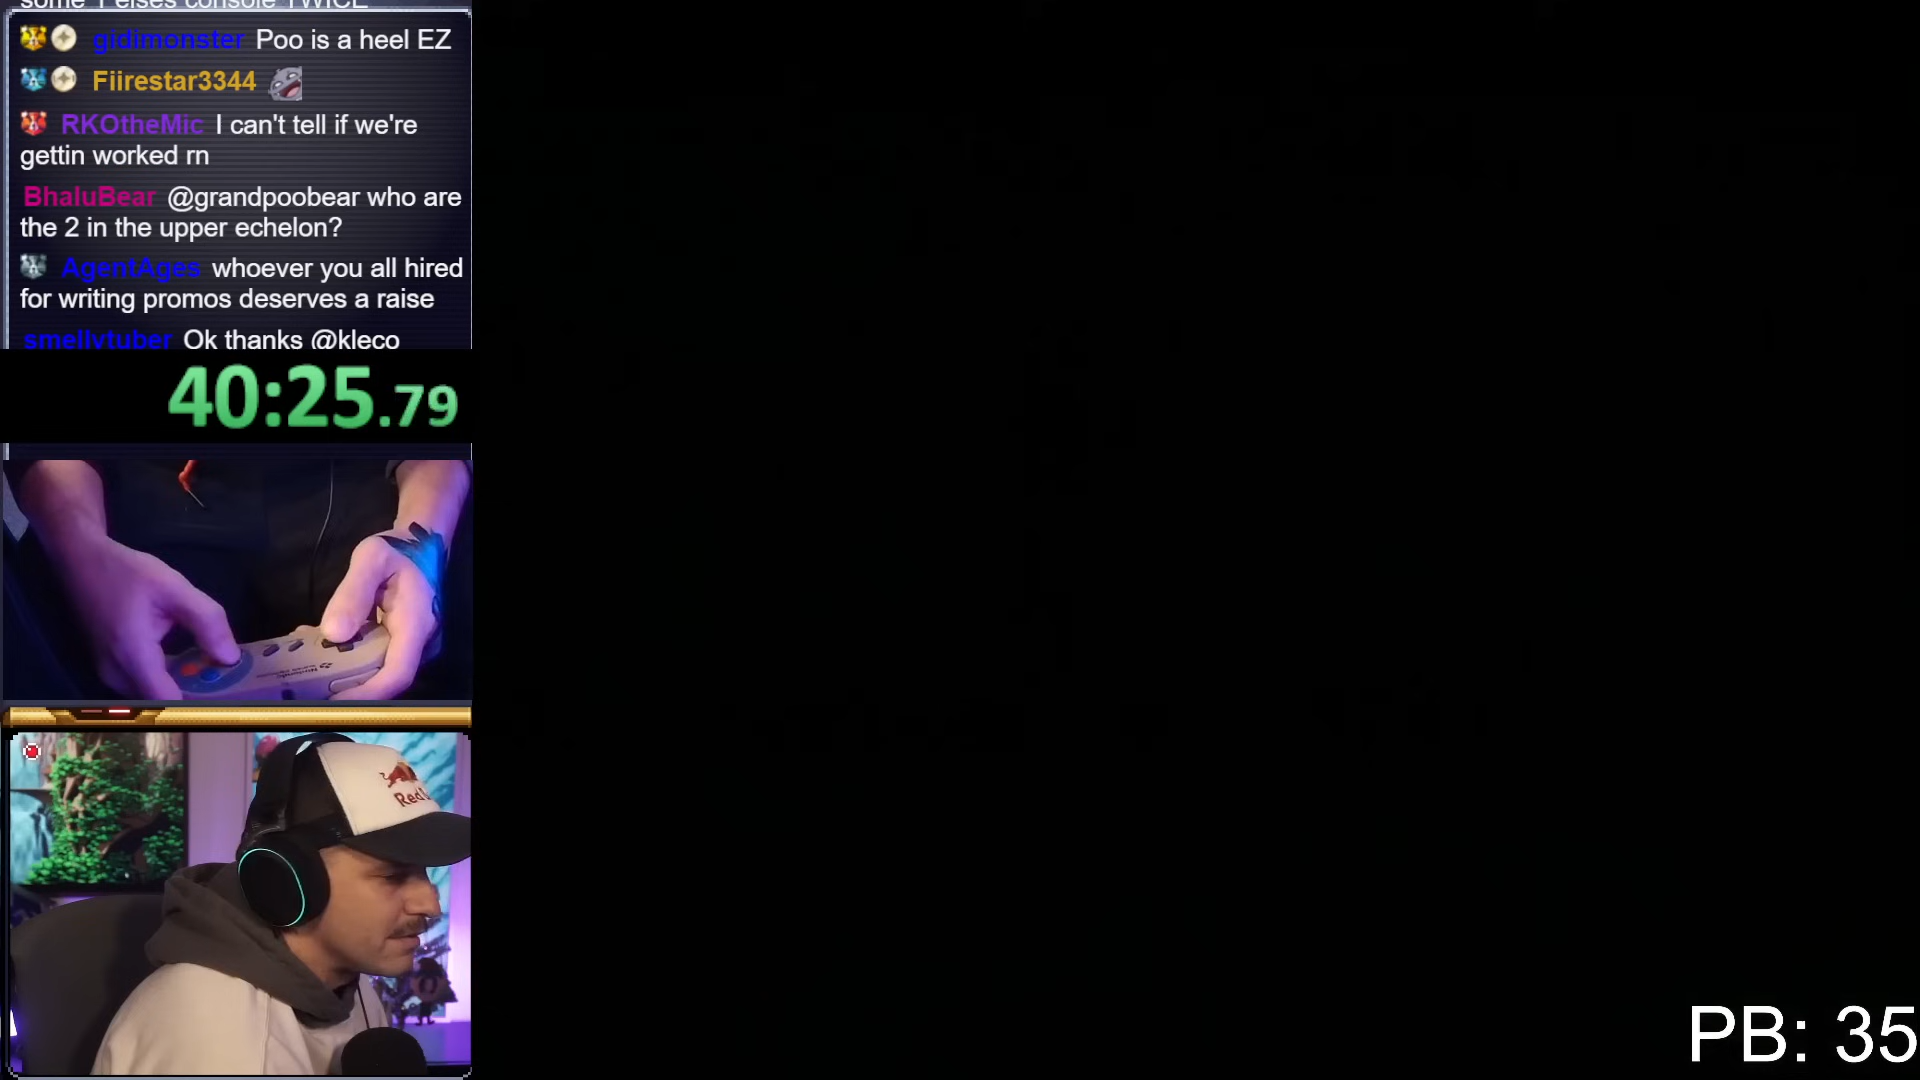 gidimonster Poo is a heel EZ
Fiirestar3344
RKOtheMic I can't tell if we're
gettin worked rn
BhaluBear @grandpoobear who are
the 2 in the upper echelon?
AgentAges whoever you all hired
for writing promos deserves a raise
smellytuber Ok thanks @kleco
40:25.79
Red
PB: 35